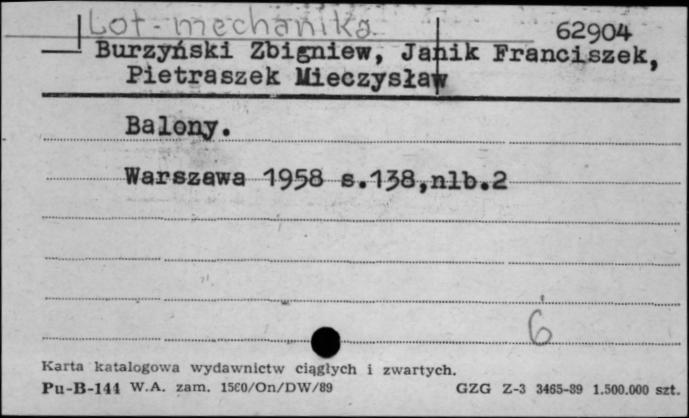 Lot-mechanika
62904
Burzyński Zbigniew, Janik Franciszek,
Pietraszek Mieczysław
Balony.
Warszawa 1958 s.138,nlb.2
6
Karta katalogowa wydawnictw ciągłych i zwartych.
Pu-B-144 W.A. zam. 1500/On/DW/89 GZG Z-3 3465-89 1.500.000 szt.